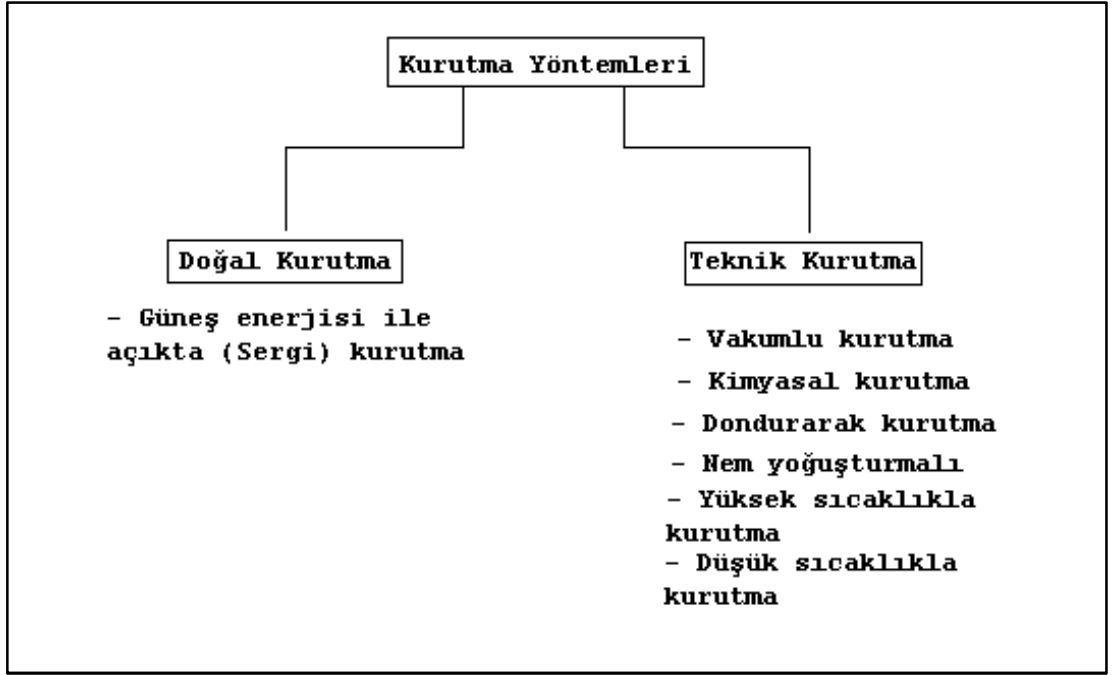 Kurutma Yöntemleri
Doğal Kurutma
- Güneş enerjisi ile
açıkta (Sergi) kurutma
Teknik Kurutma
- Vakumlu kurutma
- Kimyasal kurutma
- Dondurarak kurutma
- Nem yoğuşturmalı
- Yüksek sıcaklıkla
kurutma
- Düşük sıcaklıkla
kurutma